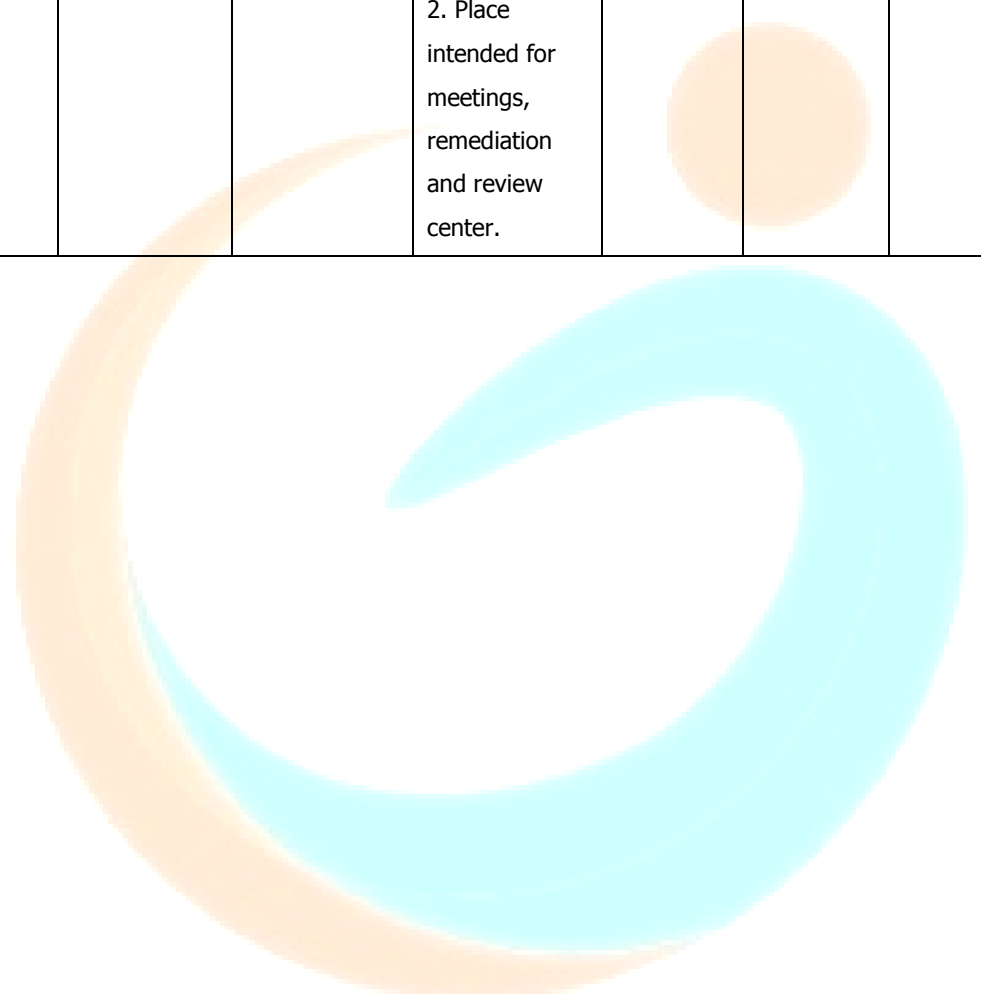 2. Place
intended for
meetings,
remediation
and review
center.